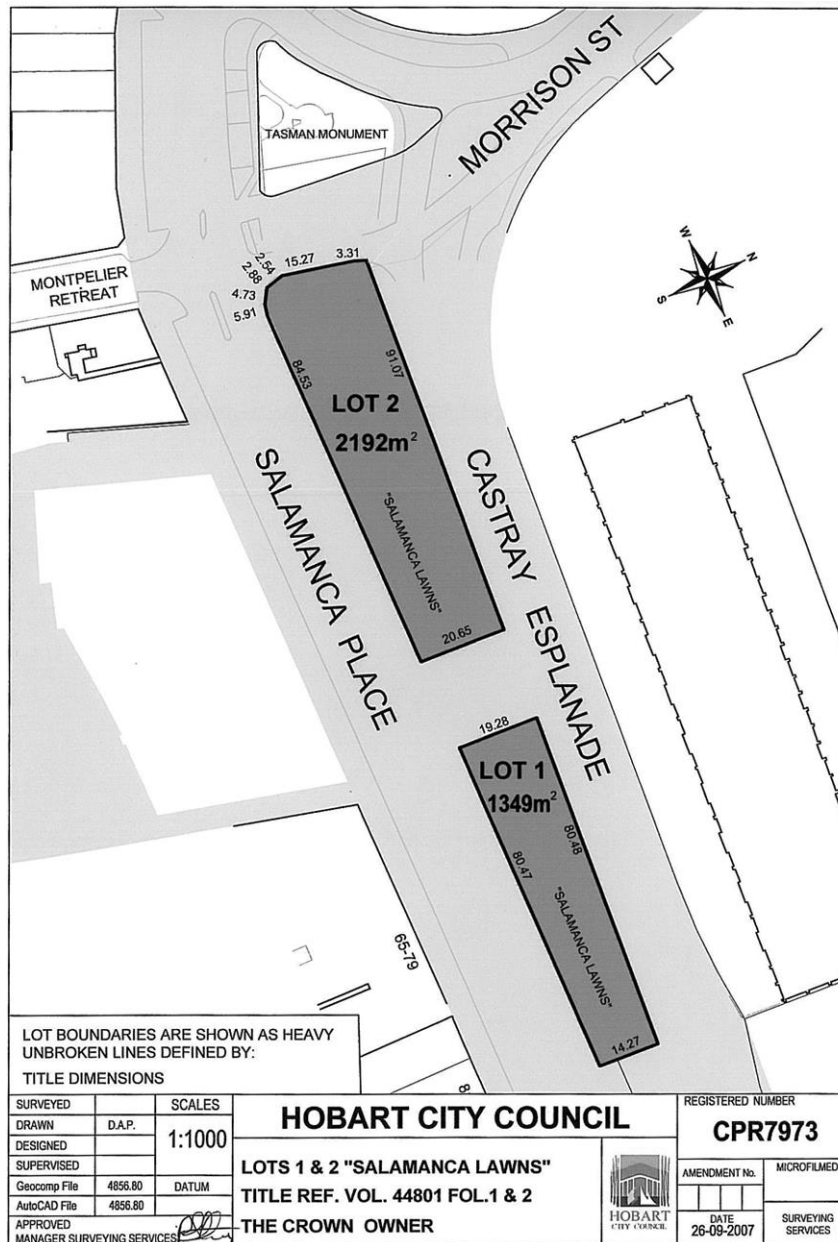 MORRISON ST
TASMAN MONUMENT
W
N
S
E
MONTPELIER
RETREAT
2.54
15.27
3.31
2.88
4.73
5.91
84.53
91.07
LOT 2
2192m²
"SALAMANCA LAWNS"
20.65
SALAMANCA PLACE
CASTRAY ESPLANADE
19.28
LOT 1
1349m²
80.47
80.48
"SALAMANCA LAWNS"
14.27
65-79
LOT BOUNDARIES ARE SHOWN AS HEAVY
UNBROKEN LINES DEFINED BY:
TITLE DIMENSIONS
SURVEYED
DRAWN D.A.P.
DESIGNED
SUPERVISED
Geocomp File 4856.80
AutoCAD File 4856.80
APPROVED
MANAGER SURVEYING SERVICES
SCALES
1:1000
DATUM
HOBART CITY COUNCIL
LOTS 1 & 2 "SALAMANCA LAWNS"
TITLE REF. VOL. 44801 FOL.1 & 2
THE CROWN OWNER
HOBART
CITY COUNCIL
REGISTERED NUMBER
CPR7973
AMENDMENT No.
MICROFILMED
DATE
26-09-2007
SURVEYING
SERVICES